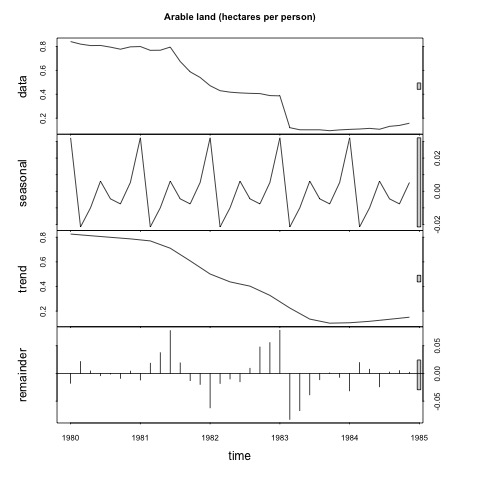 Arable land (hectares per person)
data
0.2 0.4 0.6 0.8
seasonal
-0.02 0.00 0.02
trend
0.2 0.4 0.6 0.8
remainder
-0.05 0.00 0.05
1980 1981 1982 1983 1984 1985
time